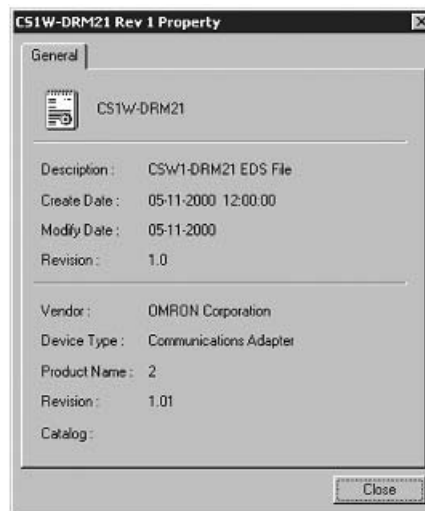 CS1W-DRM21 Rev 1 Property
General
CS1W-DRM21
Description : CSW1-DRM21 EDS File
Create Date : 05-11-2000 12:00:00
Modify Date : 05-11-2000
Revision : 1.0
Vendor : OMRON Corporation
Device Type : Communications Adapter
Product Name : 2
Revision : 1.01
Catalog :
Close